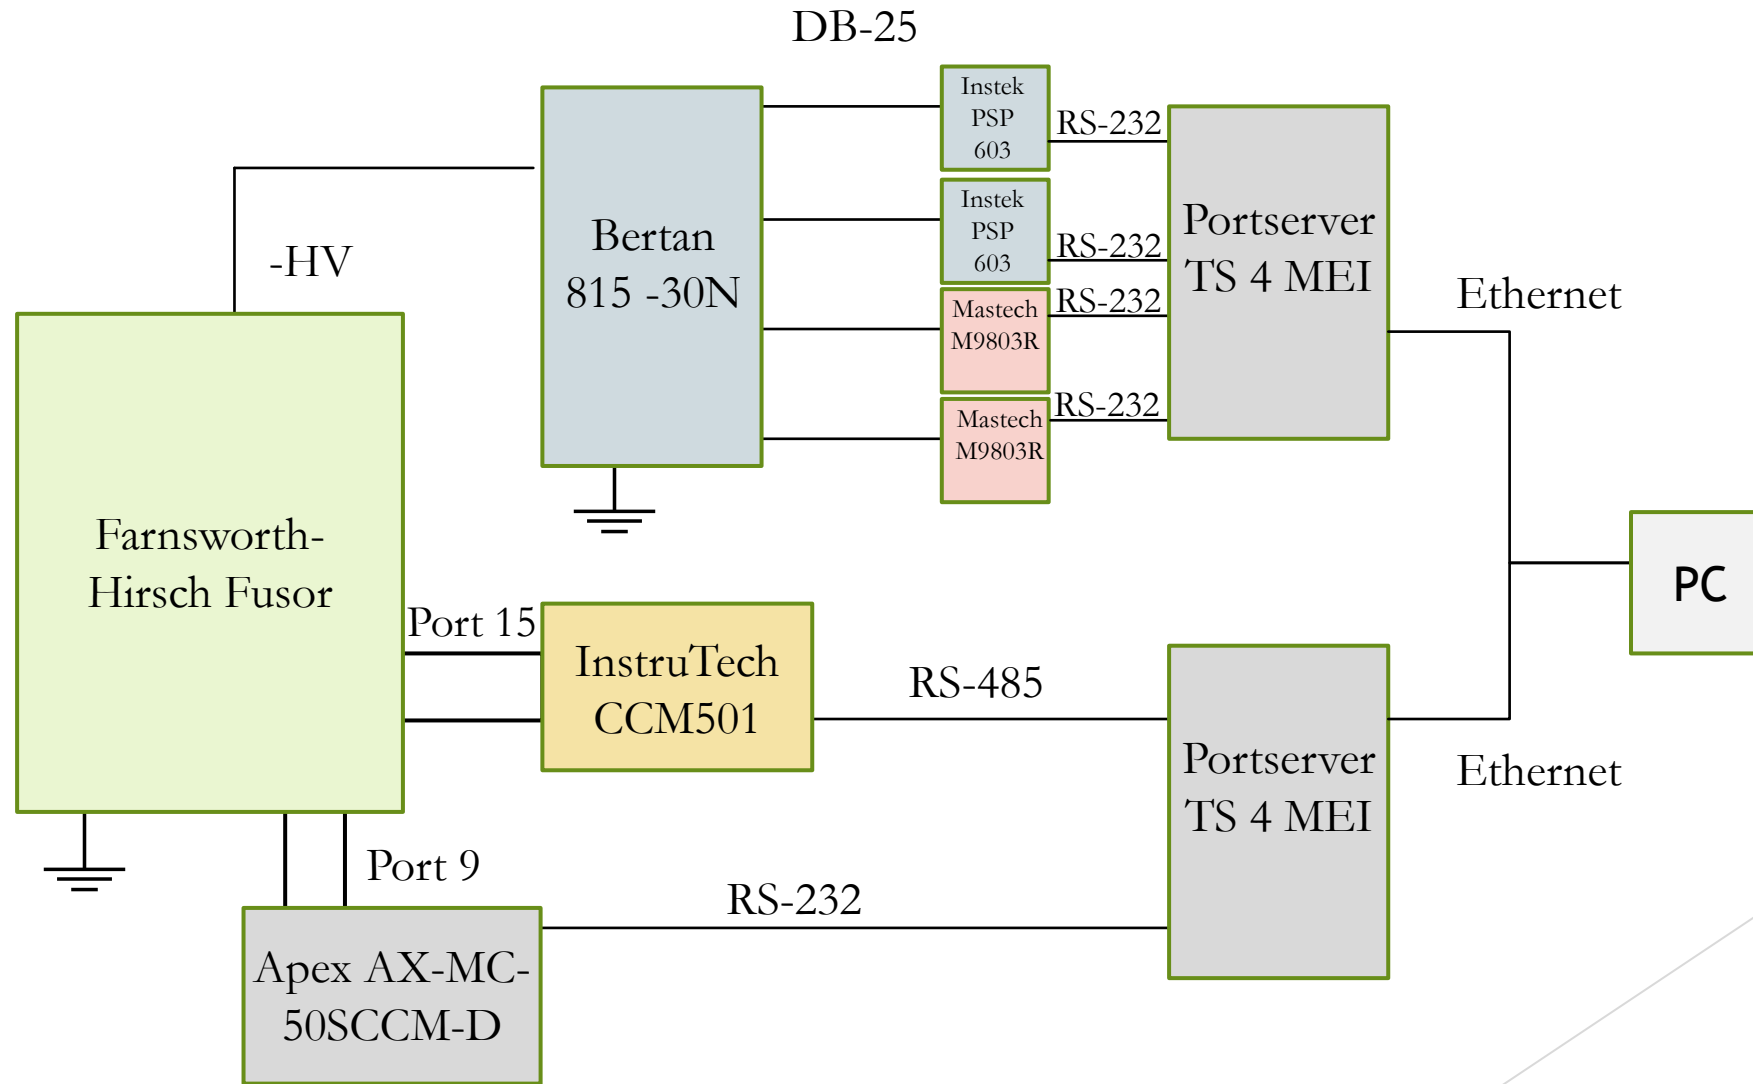 DB-25
Instek
PSP
603
RS-232
Instek
PSP
603
RS-232
Mastech
M9803R
RS-232
Mastech
M9803R
RS-232
Portserver
TS 4 MEI
Bertan
815 -30N
-HV
Ethernet
Farnsworth-
Hirsch Fusor
PC
Port 15
InstruTech
CCM501
RS-485
Portserver
TS 4 MEI
Ethernet
Port 9
RS-232
Apex AX-MC-
50SCCM-D